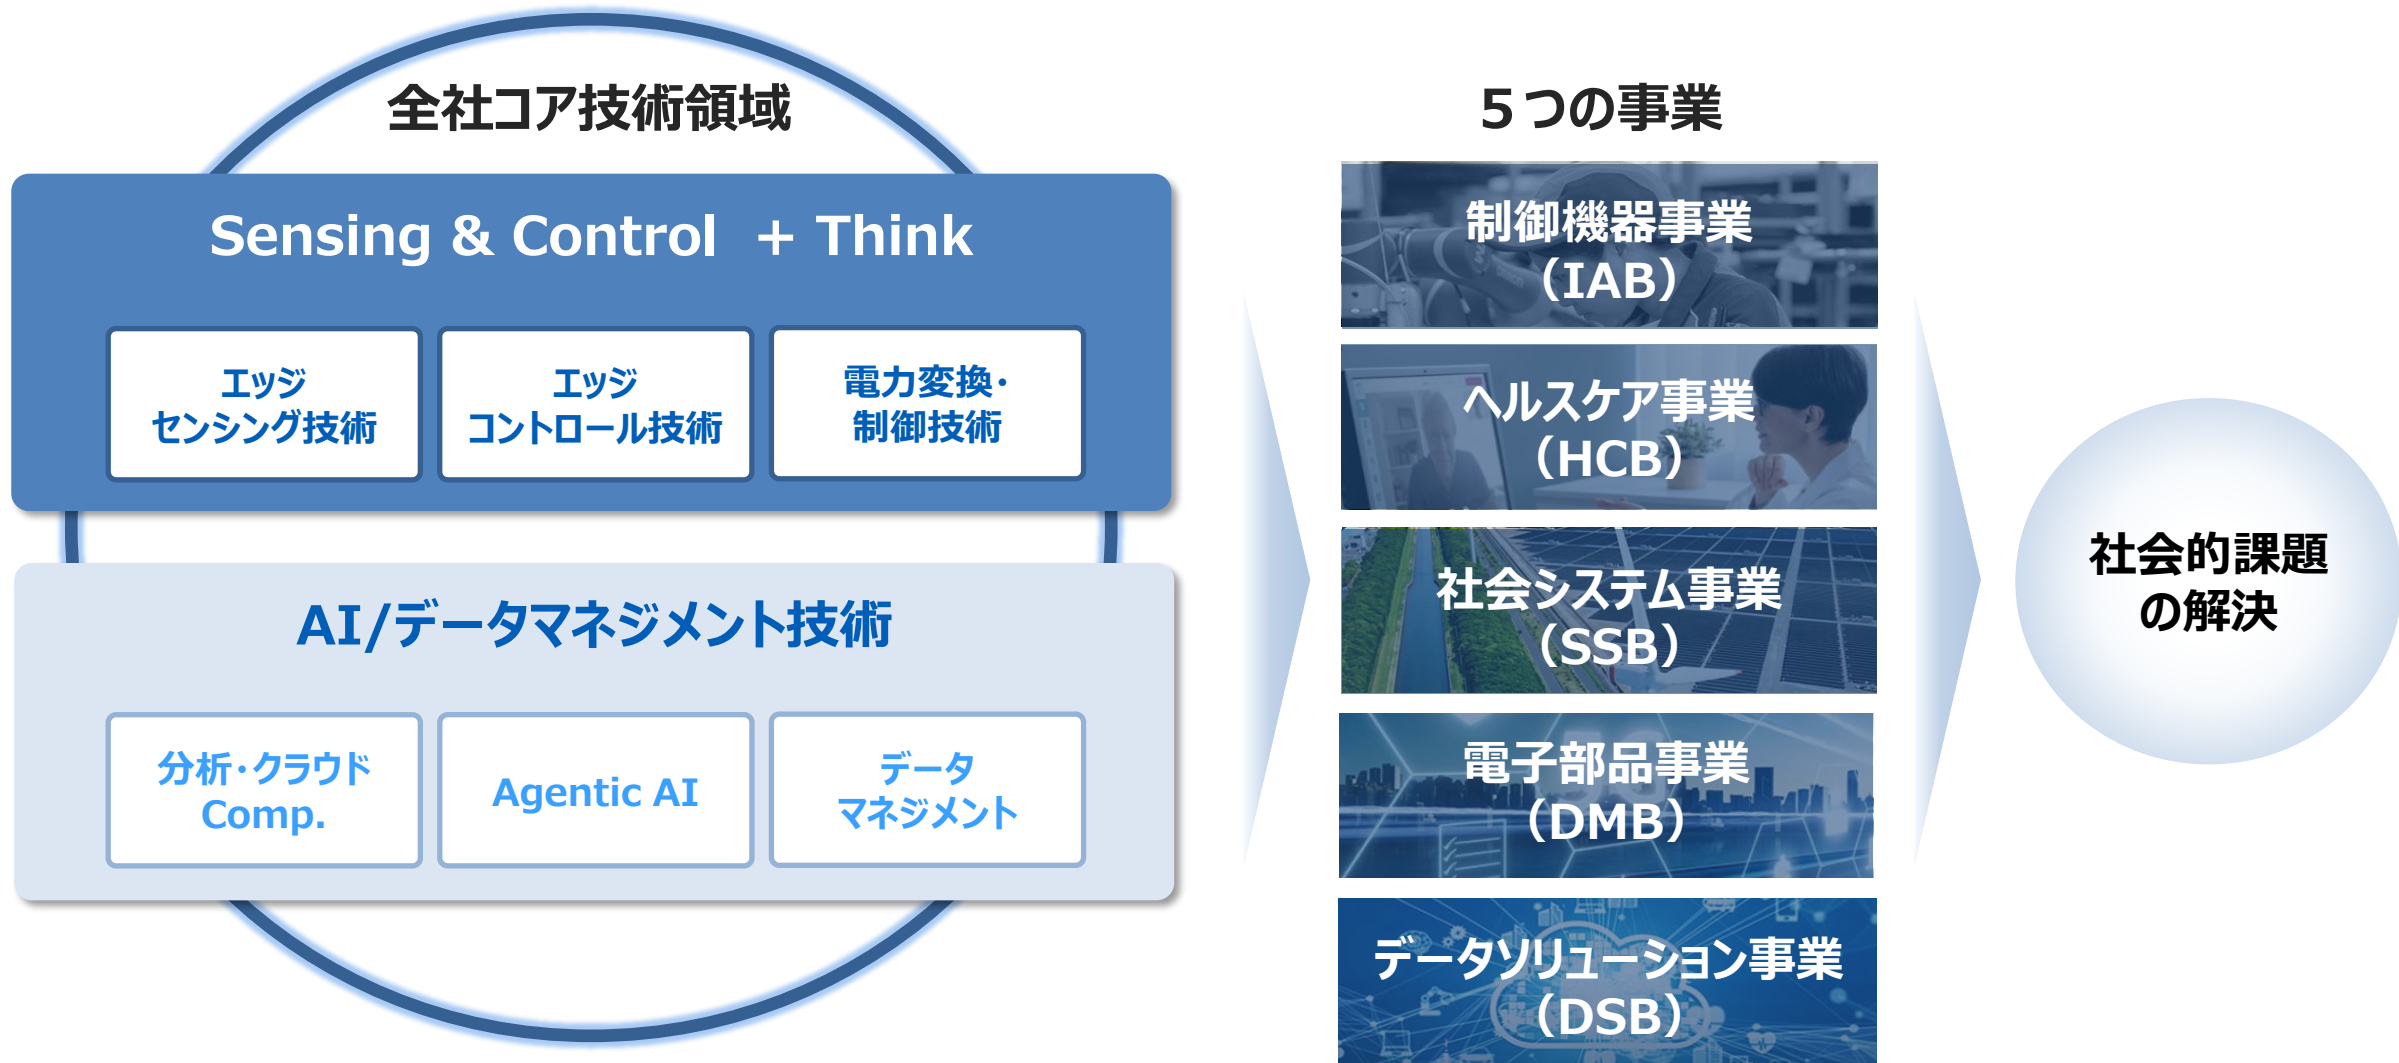 全社コア技術領域
Sensing & Control + Think
エッジ
センシング技術
エッジ
コントロール技術
電力変換・
制御技術
AI/データマネジメント技術
分析・クラウド
Comp.
Agentic AI
データ
マネジメント
５つの事業
制御機器事業
（IAB）
ヘルスケア事業
（HCB）
社会システム事業
（SSB）
電子部品事業
（DMB）
データソリューション事業
（DSB）
社会的課題
の解決